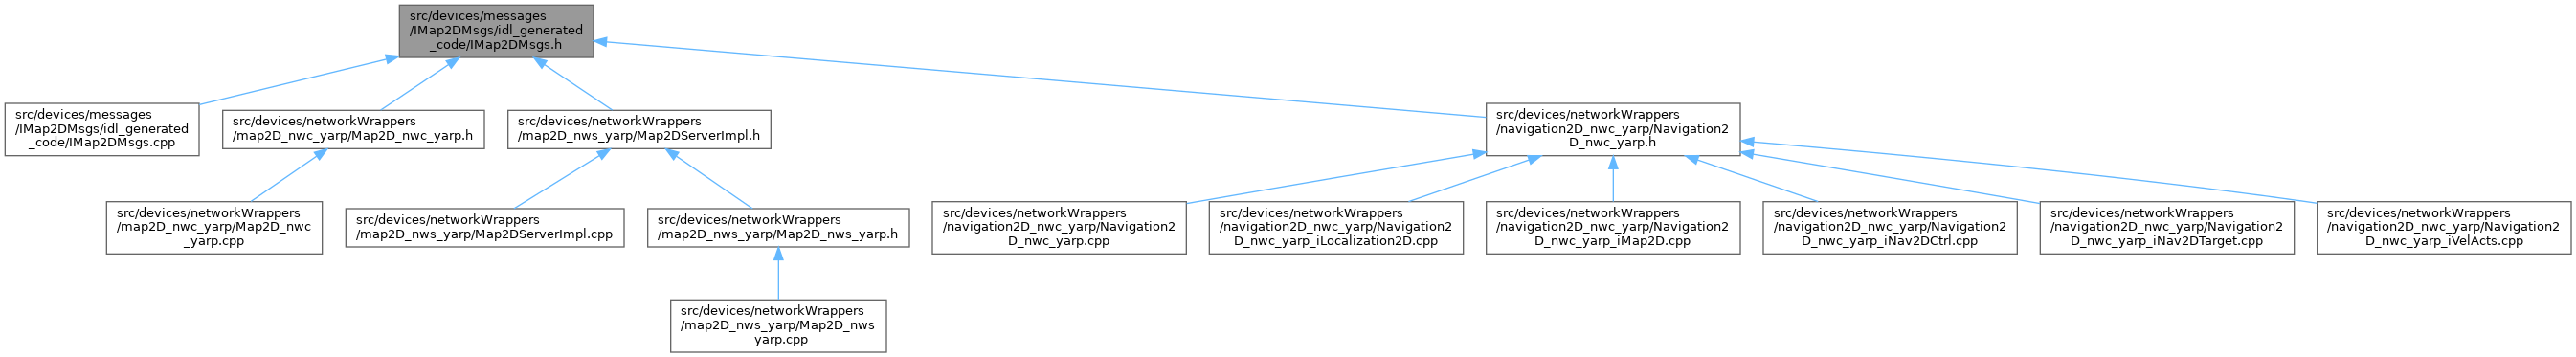 src/devices/messages
/IMap2DMsgs/idl_generated
_code/IMap2DMsgs.h
src/devices/messages
/IMap2DMsgs/idl_generated
_code/IMap2DMsgs.cpp
src/devices/networkWrappers
/map2D_nwc_yarp/Map2D_nwc_yarp.h
src/devices/networkWrappers
/map2D_nws_yarp/Map2DServerImpl.h
src/devices/networkWrappers
/navigation2D_nwc_yarp/Navigation2
D_nwc_yarp.h
src/devices/networkWrappers
/map2D_nwc_yarp/Map2D_nwc
_yarp.cpp
src/devices/networkWrappers
/map2D_nws_yarp/Map2DServerImpl.cpp
src/devices/networkWrappers
/map2D_nws_yarp/Map2D_nws_yarp.h
src/devices/networkWrappers
/navigation2D_nwc_yarp/Navigation2
D_nwc_yarp.cpp
src/devices/networkWrappers
/navigation2D_nwc_yarp/Navigation2
D_nwc_yarp_iLocalization2D.cpp
src/devices/networkWrappers
/navigation2D_nwc_yarp/Navigation2
D_nwc_yarp_iMap2D.cpp
src/devices/networkWrappers
/navigation2D_nwc_yarp/Navigation2
D_nwc_yarp_iNav2DCtrl.cpp
src/devices/networkWrappers
/navigation2D_nwc_yarp/Navigation2
D_nwc_yarp_iNav2DTarget.cpp
src/devices/networkWrappers
/navigation2D_nwc_yarp/Navigation2
D_nwc_yarp_iVelActs.cpp
src/devices/networkWrappers
/map2D_nws_yarp/Map2D_nws
_yarp.cpp